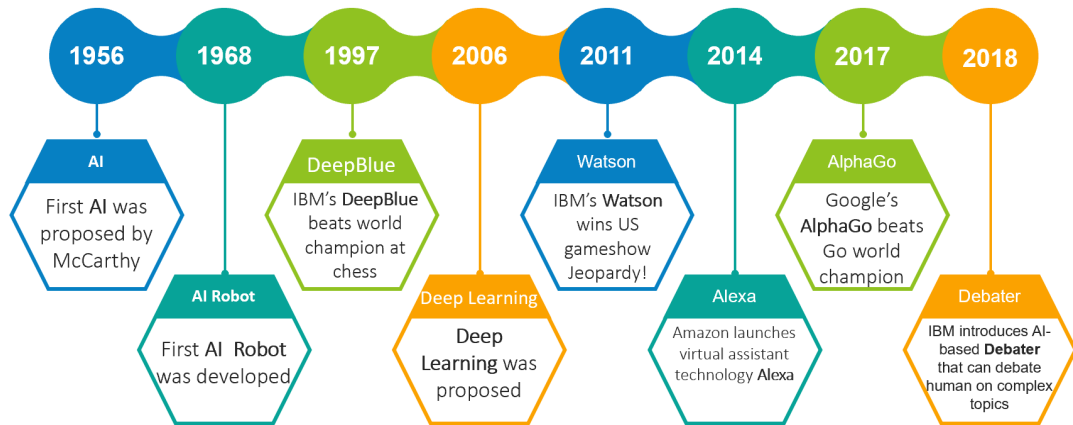 1956
1968
1997
2006
2011
2014
2017
2018
AI
First AI was
proposed by
McCarthy
AI Robot
First AI Robot
was developed
DeepBlue
IBM's DeepBlue
beats world
champion at
chess
Deep Learning
Deep
Learning was
proposed
Watson
IBM's Watson
wins US
gameshow
Jeopardy!
Alexa
Amazon launches
virtual assistant
technology Alexa
AlphaGo
Google's
AlphaGo beats
Go world
champion
Debater
IBM introduces AI-
based Debater
that can debate
human on complex
topics